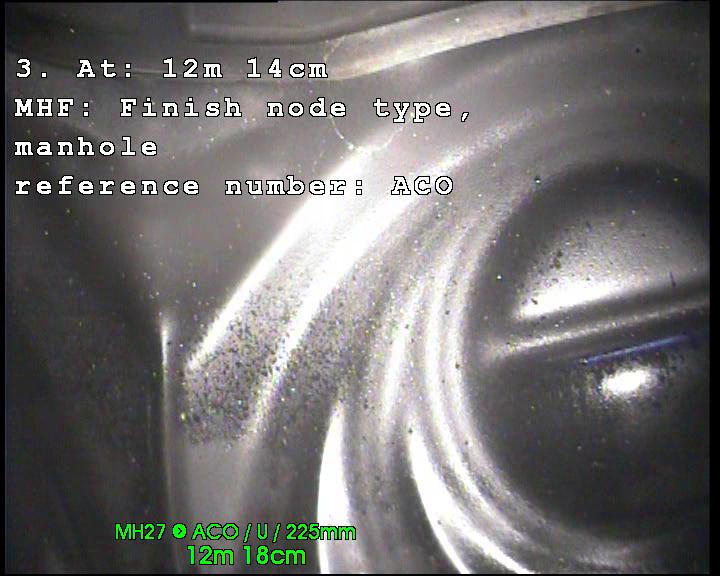 3. At: 12m 14cm
MHF: Finish node type,
manhole
reference number: ACO
MH27 ACO / U / 225mm
12m 18cm